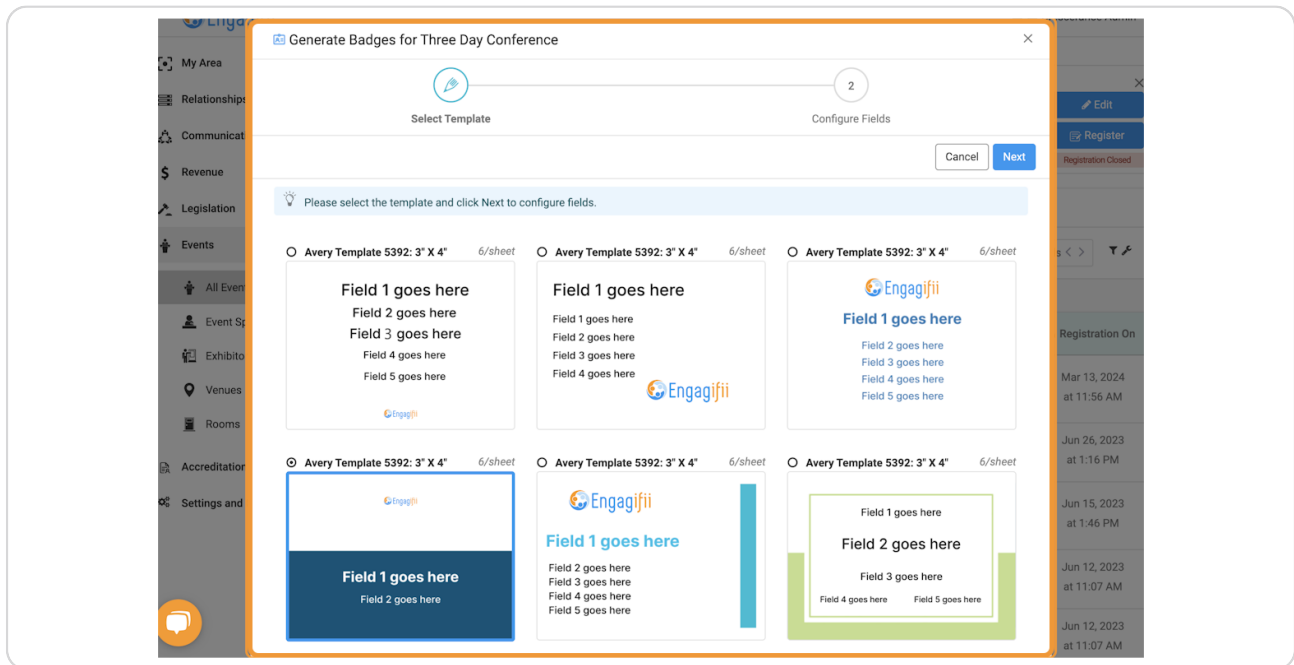 Generate Badges for Three Day Conference
Select Template
2
Configure Fields
Cancel
Next
Please select the template and click Next to configure fields.
My Area
Relationships
Revenue
Legislation
Events
Venues
Rooms
Accreditation
Settings and
Edit
Register
Registration Closed
Avery Template 5392: 3" X 4" 6/sheet
Field 1 goes here
Field 2 goes here
Field 3 goes here
Field 4 goes here
Field 5 goes here
Engagifii
Avery Template 5392: 3" X 4" 6/sheet
Field 1 goes here
Field 1 goes here
Field 2 goes here
Field 3 goes here
Field 4 goes here
Engagifii
Avery Template 5392: 3" X 4" 6/sheet
Engagifii
Field 1 goes here
Field 2 goes here
Field 3 goes here
Field 4 goes here
Field 5 goes here
Avery Template 5392: 3" X 4" 6/sheet
Engagifii
Field 1 goes here
Field 2 goes here
Avery Template 5392: 3" X 4" 6/sheet
Engagifii
Field 1 goes here
Field 2 goes here
Field 3 goes here
Field 4 goes here
Field 5 goes here
Avery Template 5392: 3" X 4" 6/sheet
Field 1 goes here
Field 2 goes here
Field 3 goes here
Field 4 goes here Field 5 goes here
Registration On
Mar 13, 2024
at 11:56 AM
Jun 26, 2023
at 1:16 PM
Jun 15, 2023
at 1:46 PM
Jun 12, 2023
at 11:07 AM
Jun 12, 2023
at 11:07 AM